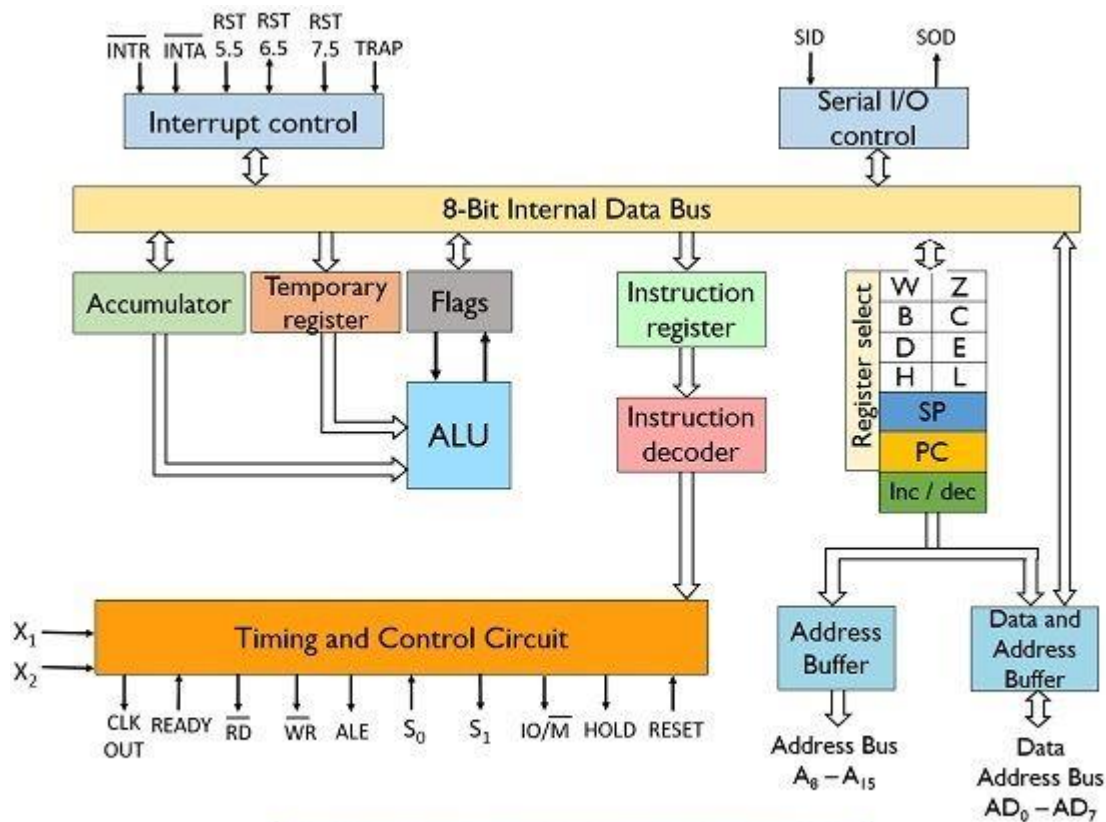 RST RST RST
INTR INTA 5.5 6.5 7.5 TRAP
SID SOD
Interrupt control
Serial I/O
control
8-Bit Internal Data Bus
Accumulator
Temporary
register
Flags
Instruction
register
Register select
W Z
B C
D E
H L
SP
PC
Inc / dec
ALU
Instruction
decoder
X₁
X₂
Timing and Control Circuit
Address
Buffer
Data and
Address
Buffer
CLK
OUT
READY
RD
WR
ALE
S₀
S₁
IO/M
HOLD
RESET
Address Bus
A₈ – A₁₅
Data
Address Bus
AD₀ – AD₇